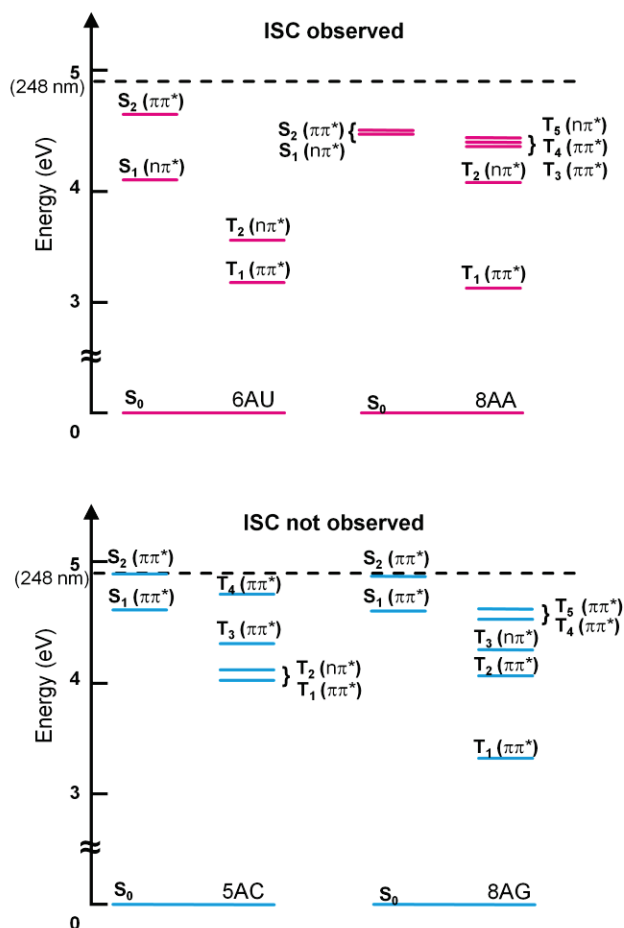 ISC observed
5
(248 nm)
S₂ (ππ*)
S₁ (nπ*)
4
Energy (eV)
T₂ (nπ*)
T₁ (ππ*)
3
S₂ (ππ*) {
S₁ (nπ*)
} T₅ (nπ*)
T₄ (ππ*)
T₃ (ππ*)
T₂ (nπ*)
T₁ (ππ*)
≈
S₀ 6AU
S₀ 8AA
0
ISC not observed
5
(248 nm)
S₂ (ππ*)
S₁ (ππ*)
4
Energy (eV)
T₄ (ππ*)
T₃ (ππ*)
} T₂ (nπ*)
T₁ (ππ*)
3
S₂ (ππ*)
S₁ (ππ*)
} T₅ (ππ*)
T₄ (ππ*)
T₃ (nπ*)
T₂ (ππ*)
T₁ (ππ*)
≈
S₀ 5AC
S₀ 8AG
0